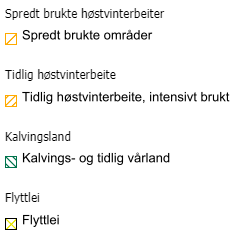 Spredt brukte høstvinterbeiter
Spredt brukte områder
Tidlig høstvinterbeite
Tidlig høstvinterbeite, intensivt brukt
Kalvingsland
Kalvings- og tidlig vårland
Flyttlei
Flyttlei